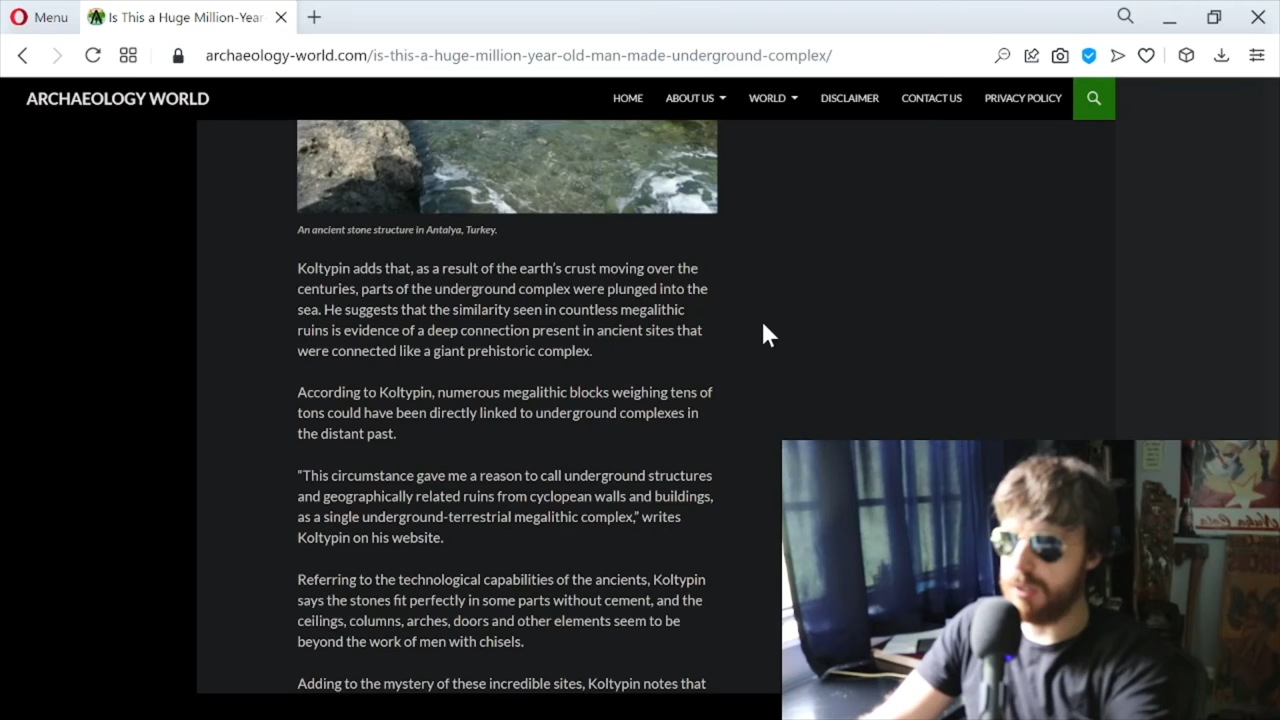 Menu
Is This a Huge Million-Year
archaeology-world.com/is-this-a-huge-million-year-old-man-made-underground-complex/
ARCHAEOLOGY WORLD
HOME ABOUT US WORLD DISCLAIMER CONTACT US PRIVACY POLICY
An ancient stone structure in Antalya, Turkey.
Koltypin adds that, as a result of the earth's crust moving over the
centuries, parts of the underground complex were plunged into the
sea. He suggests that the similarity seen in countless megalithic
ruins is evidence of a deep connection present in ancient sites that
were connected like a giant prehistoric complex.
According to Koltypin, numerous megalithic blocks weighing tens of
tons could have been directly linked to underground complexes in
the distant past.
“This circumstance gave me a reason to call underground structures
and geographically related ruins from cyclopean walls and buildings,
as a single underground-terrestrial megalithic complex,” writes
Koltypin on his website.
Referring to the technological capabilities of the ancients, Koltypin
says the stones fit perfectly in some parts without cement, and the
ceilings, columns, arches, doors and other elements seem to be
beyond the work of men with chisels.
Adding to the mystery of these incredible sites, Koltypin notes that